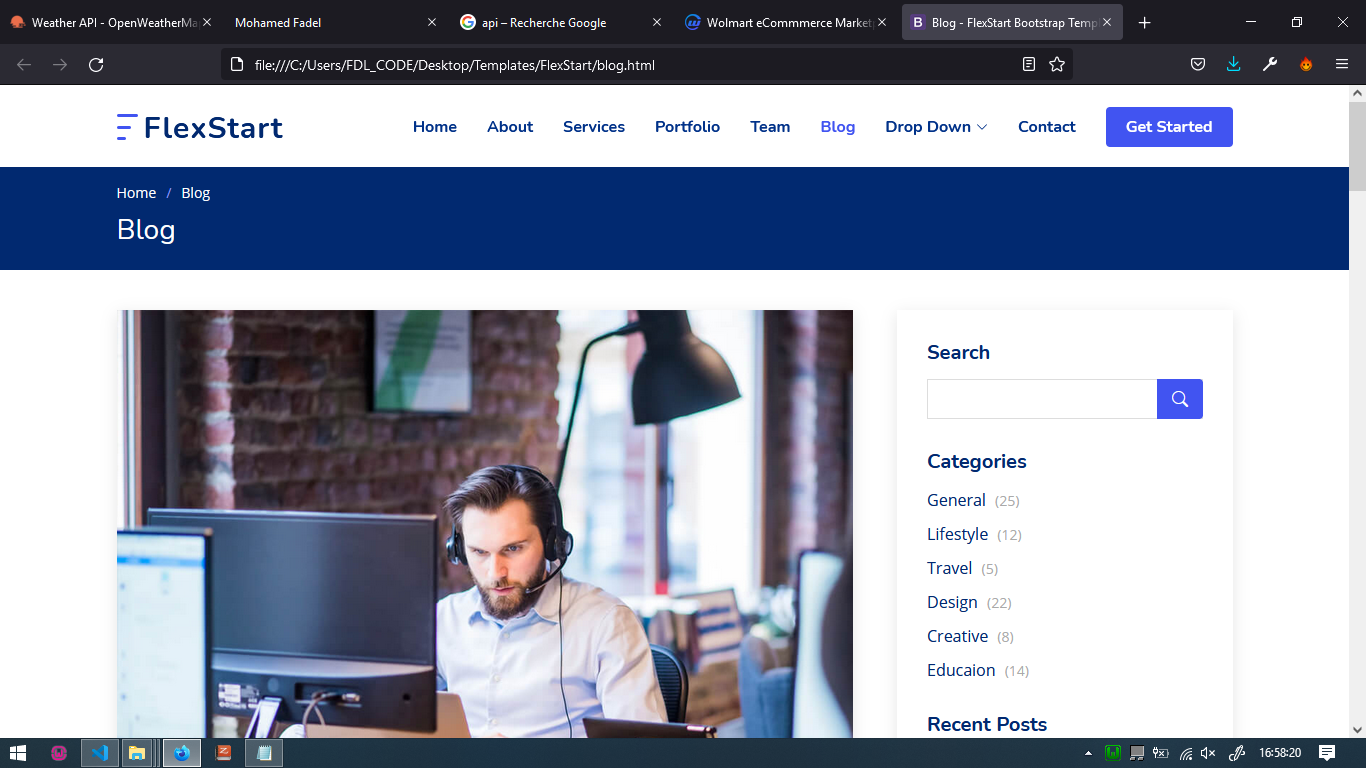 Weather API - OpenWeatherMa
Mohamed Fadel
api – Recherche Google
Wolmart eCommmerce Market
Blog - FlexStart Bootstrap Temp
file:///C:/Users/FDL_CODE/Desktop/Templates/FlexStart/blog.html
FlexStart
Home
About
Services
Portfolio
Team
Blog
Drop Down
Contact
Get Started
Home / Blog
Blog
Search
Categories
General (25)
Lifestyle (12)
Travel (5)
Design (22)
Creative (8)
Educaion (14)
Recent Posts
16:58:20